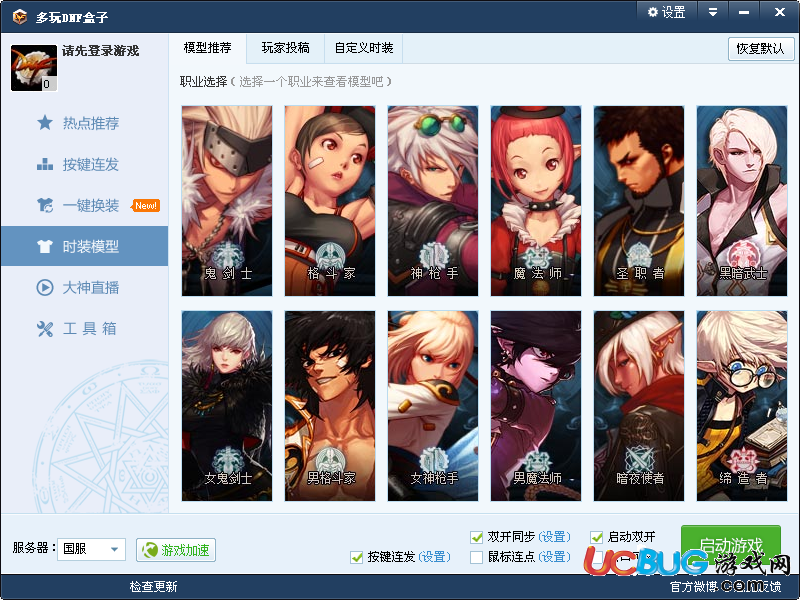 多玩DNF盒子
设置
请先登录游戏
0
热点推荐
按键连发
一键换装 New!
时装模型
大神直播
工具箱
模型推荐 玩家投稿 自定义时装
恢复默认
职业选择（选择一个职业来查看模型吧）
鬼剑士 格斗家 神枪手 魔法师 圣职者 黑暗武士
女鬼剑士 男格斗家 女神枪手 男魔法师 暗夜使者 缔造者
服务器： 国服 游戏加速
双开同步 (设置) 启动双开
按键连发 (设置) 鼠标连点 (设置)
启动游戏
UCBUG游戏网
.com
检查更新
官方微博 反馈